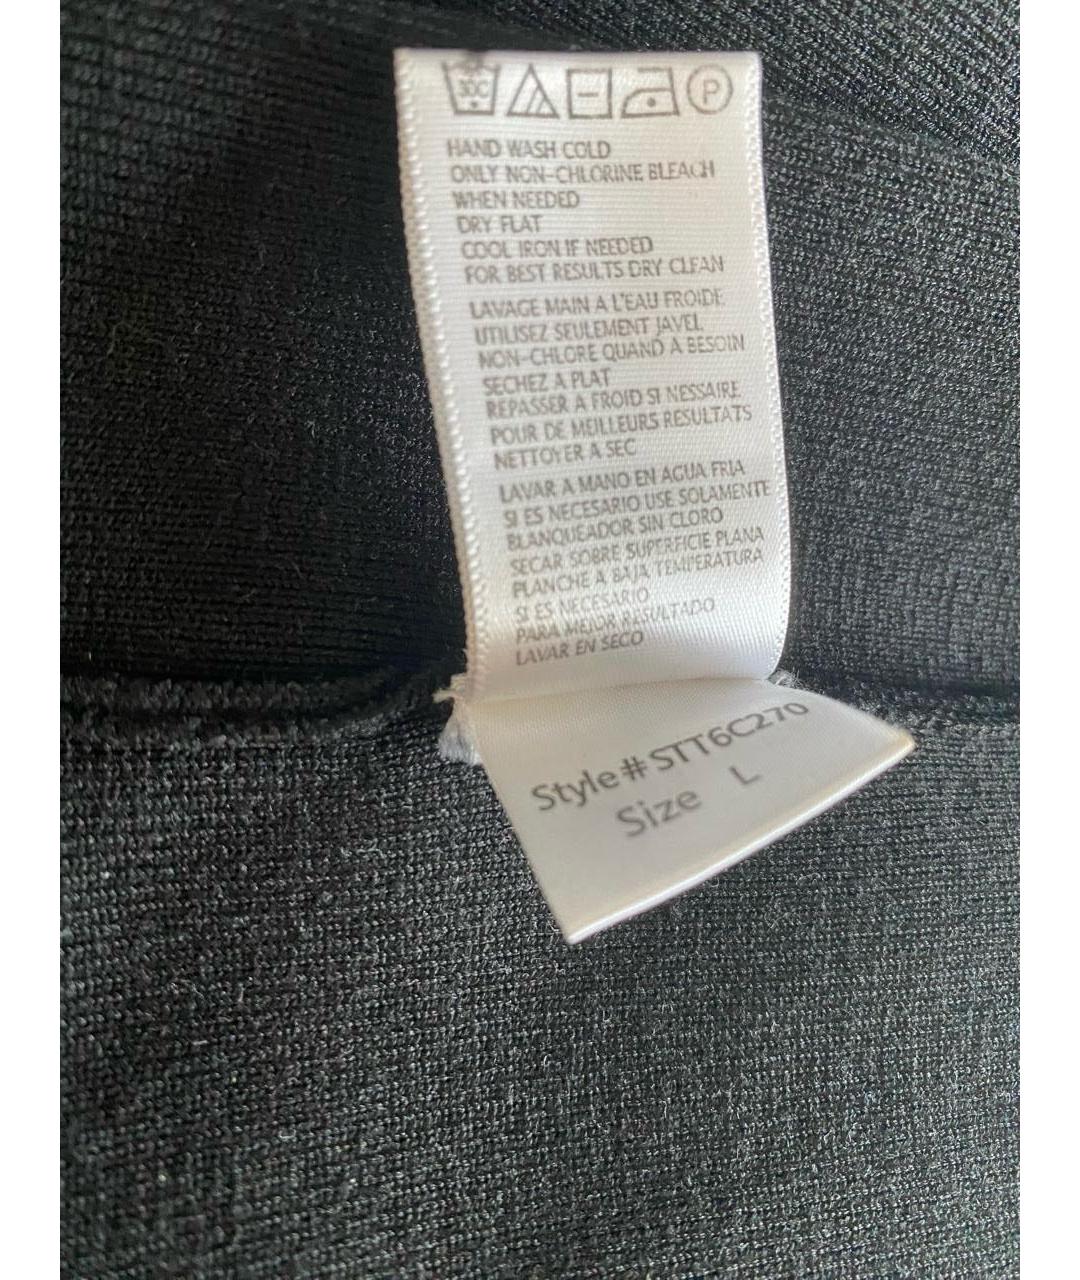 30C
P
HAND WASH COLD
ONLY NON-CHLORINE BLEACH
WHEN NEEDED
DRY FLAT
COOL IRON IF NEEDED
FOR BEST RESULTS DRY CLEAN
LAVAGE MAIN A L'EAU FROIDE
UTILISEZ SEULEMENT JAVEL
NON-CHLORE QUAND A BESOIN
SECHEZ A PLAT
REPASSER A FROID SI NESSAIRE
POUR DE MEILLEURS RESULTATS
NETTOYER A SEC
LAVAR A MANO EN AGUA FRIA
SI ES NECESARIO USE SOLAMENTE
BLANQUEADOR SIN CLORO
SECAR SOBRE SUPERFICIE PLANA
PLANCHE A BAJA TEMPERATURA
SI ES NECESARIO
PARA MEJOR RESULTADO
LAVAR EN SECO
Style# STT6C270
Size L